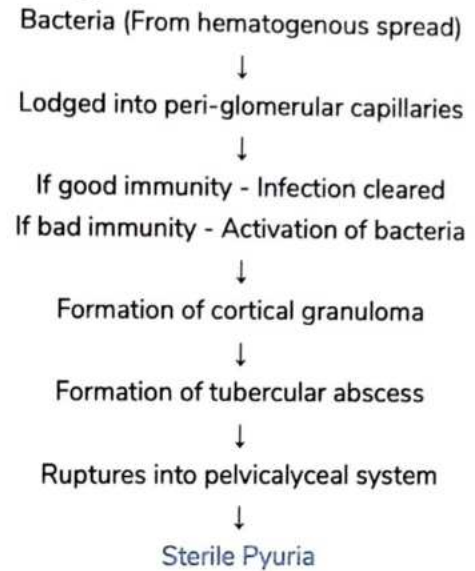 Bacteria (From hematogenous spread)
↓
Lodged into peri-glomerular capillaries
↓
If good immunity - Infection cleared
If bad immunity - Activation of bacteria
↓
Formation of cortical granuloma
↓
Formation of tubercular abscess
↓
Ruptures into pelvicalyceal system
↓
Sterile Pyuria